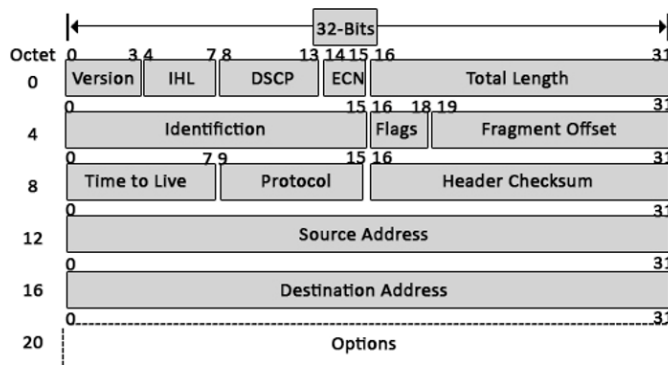 32-Bits
Octet 0 3 4 7 8 13 14 15 16 31
0 Version IHL DSCP ECN Total Length
0 15 16 18 19 31
4 Identifiction Flags Fragment Offset
0 7 9 15 16 31
8 Time to Live Protocol Header Checksum
0 31
12 Source Address
0 31
16 Destination Address
0 31
20 Options